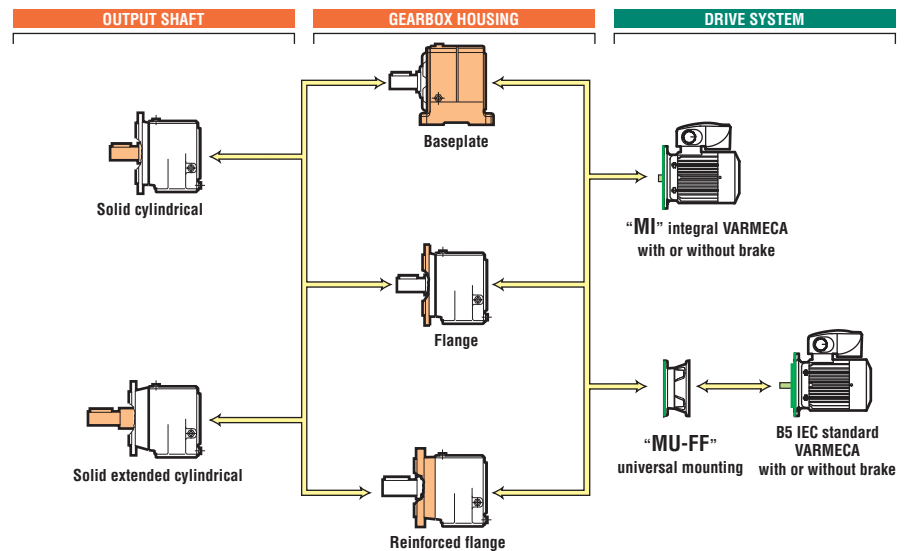 OUTPUT SHAFT
GEARBOX HOUSING
DRIVE SYSTEM
Baseplate
Solid cylindrical
“MI” integral VARMECA
with or without brake
Flange
Solid extended cylindrical
“MU-FF”
universal mounting
B5 IEC standard
VARMECA
with or without brake
Reinforced flange